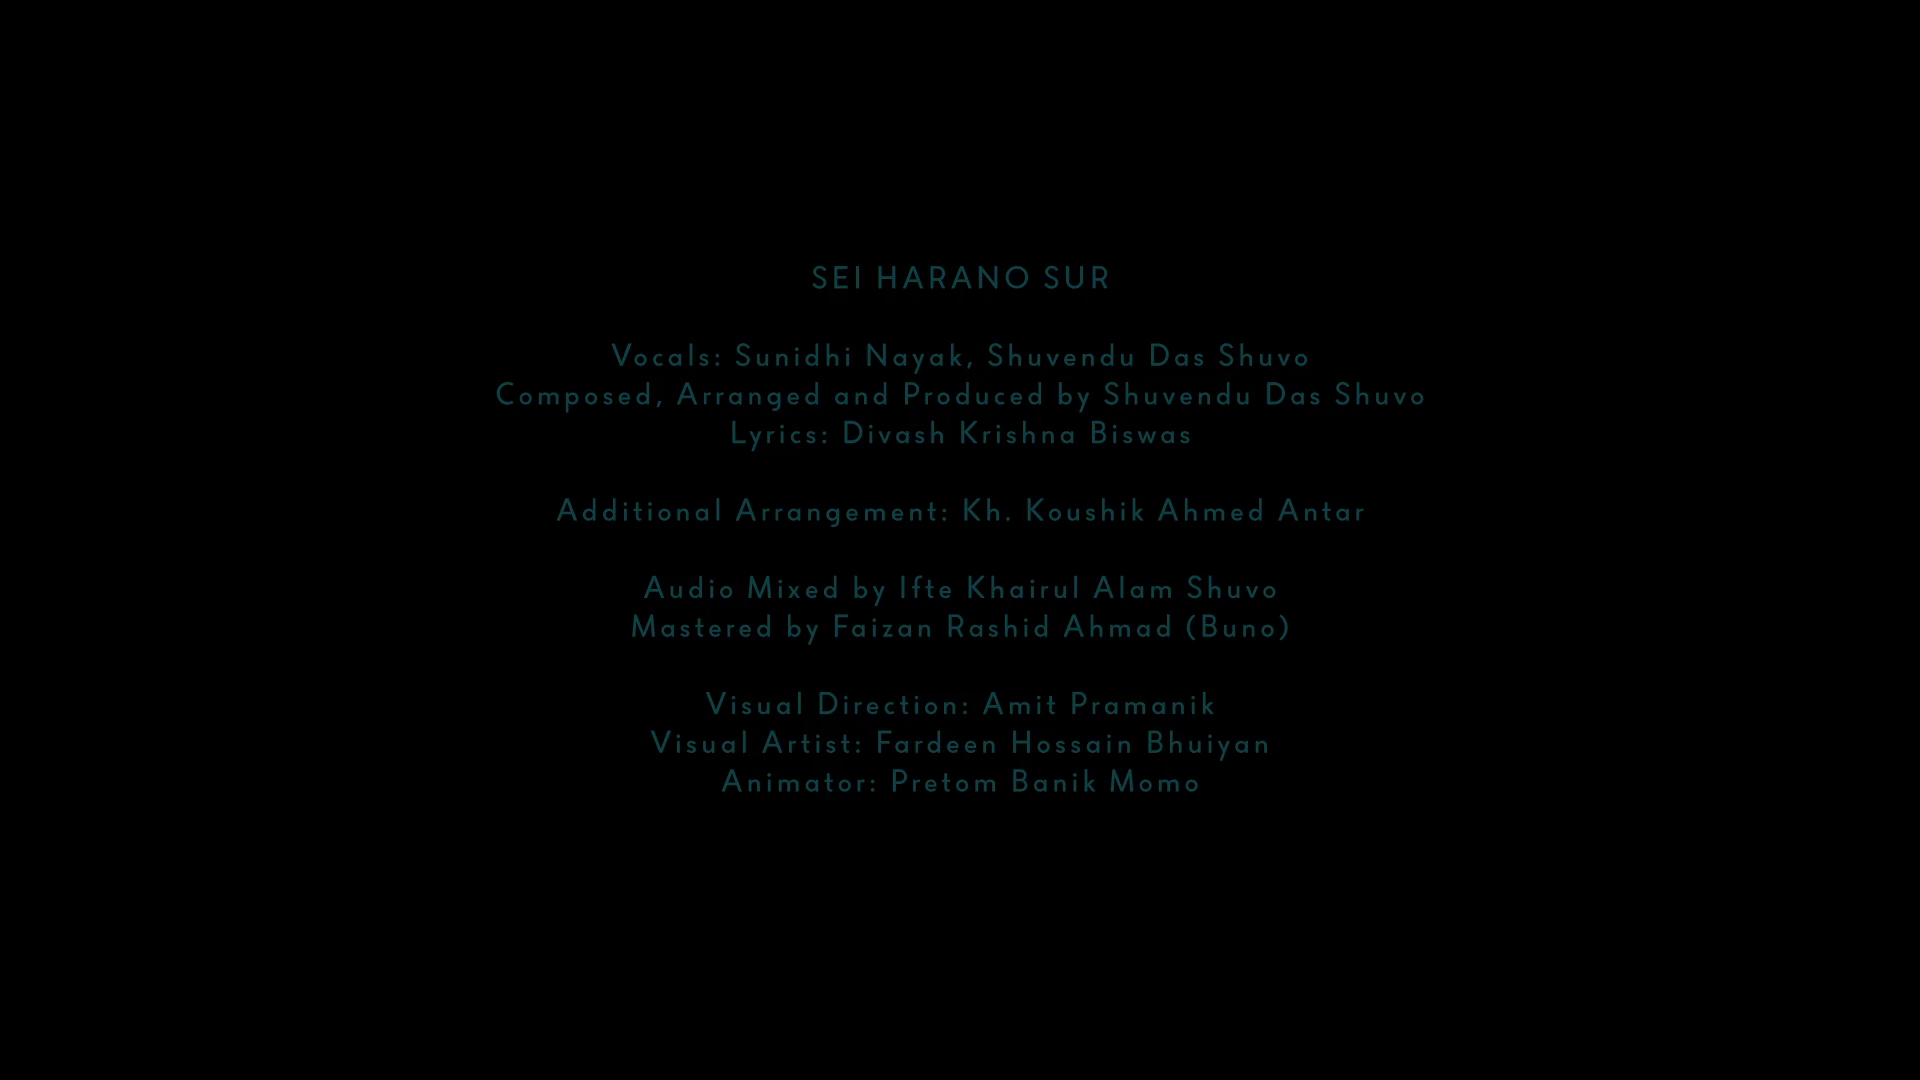 SEI HARANO SUR
Vocals: Sunidhi Nayak, Shuvendu Das Shuvo
Composed, Arranged and Produced by Shuvendu Das Shuvo
Lyrics: Divash Krishna Biswas
Additional Arrangement: Kh. Koushik Ahmed Antar
Audio Mixed by Ifte Khairul Alam Shuvo
Mastered by Faizan Rashid Ahmad (Buno)
Visual Direction: Amit Pramanik
Visual Artist: Fardeen Hossain Bhuiyan
Animator: Pretom Banik Momo